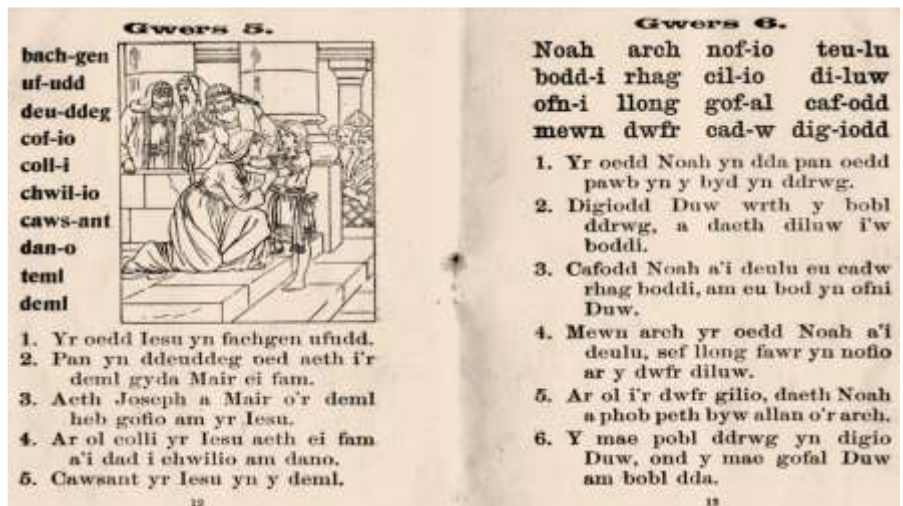 Gwers 5.
bach-gen
uf-udd
deu-ddeg
cof-io
coll-i
chwil-io
caws-ant
dan-o
teml
deml
1. Yr oedd Iesu yn fachgen ufudd.
2. Pan yn ddeuddeg oed aeth i'r
deml gyda Mair ei fam.
3. Aeth Joseph a Mair o'r deml
heb gofio am yr Iesu.
4. Ar ol colli yr Iesu aeth ei fam
a'i dad i chwilio am dano.
5. Cawsant yr Iesu yn y deml.
12
Gwers 6.
Noah arch nof-io teu-lu
bodd-i rhag cil-io di-luw
ofn-i llong gof-al caf-odd
mewn dwfr cad-w dig-iodd
1. Yr oedd Noah yn dda pan oedd
pawb yn y byd yn ddrwg.
2. Digiodd Duw wrth y bobl
ddrwg, a daeth diluw i'w
boddi.
3. Cafodd Noah a'i deulu eu cadw
rhag boddi, am eu bod yn ofni
Duw.
4. Mewn arch yr oedd Noah a'i
deulu, sef llong fawr yn nofio
ar y dwfr diluw.
5. Ar ol i'r dwfr gilio, daeth Noah
a phob peth byw allan o'r arch.
6. Y mae pobl ddrwg yn digio
Duw, ond y mae gofal Duw
am bobl dda.
13